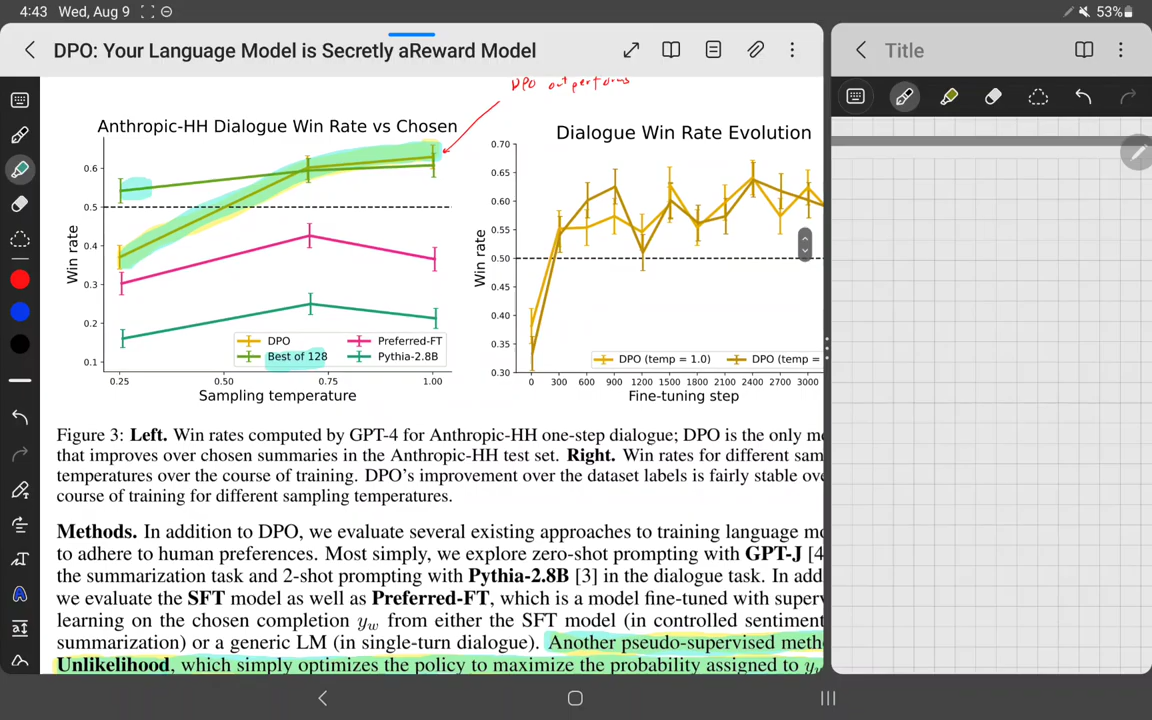 4:43 Wed, Aug 9
53%
DPO: Your Language Model is Secretly aReward Model
Title
DPO outperforms
Anthropic-HH Dialogue Win Rate vs Chosen
0.6
0.5
0.4
0.3
0.2
0.1
Win rate
DPO
Preferred-FT
Best of 128
Pythia-2.8B
0.25 0.50 0.75 1.00
Sampling temperature
Dialogue Win Rate Evolution
0.70
0.65
0.60
0.55
0.50
0.45
0.40
0.35
0.30
Win rate
DPO (temp = 1.0) DPO (temp =
0 300 600 900 1200 1500 1800 2100 2400 2700 3000
Fine-tuning step
Figure 3: Left. Win rates computed by GPT-4 for Anthropic-HH one-step dialogue; DPO is the only m
that improves over chosen summaries in the Anthropic-HH test set. Right. Win rates for different sam
temperatures over the course of training. DPO's improvement over the dataset labels is fairly stable ov
course of training for different sampling temperatures.
Methods. In addition to DPO, we evaluate several existing approaches to training language mo
to adhere to human preferences. Most simply, we explore zero-shot prompting with GPT-J [4
the summarization task and 2-shot prompting with Pythia-2.8B [3] in the dialogue task. In add
we evaluate the SFT model as well as Preferred-FT, which is a model fine-tuned with superv
learning on the chosen completion y_w from either the SFT model (in controlled sentiment
summarization) or a generic LM (in single-turn dialogue). Another pseudo-supervised meth
Unlikelihood, which simply optimizes the policy to maximize the probability assigned to y_w